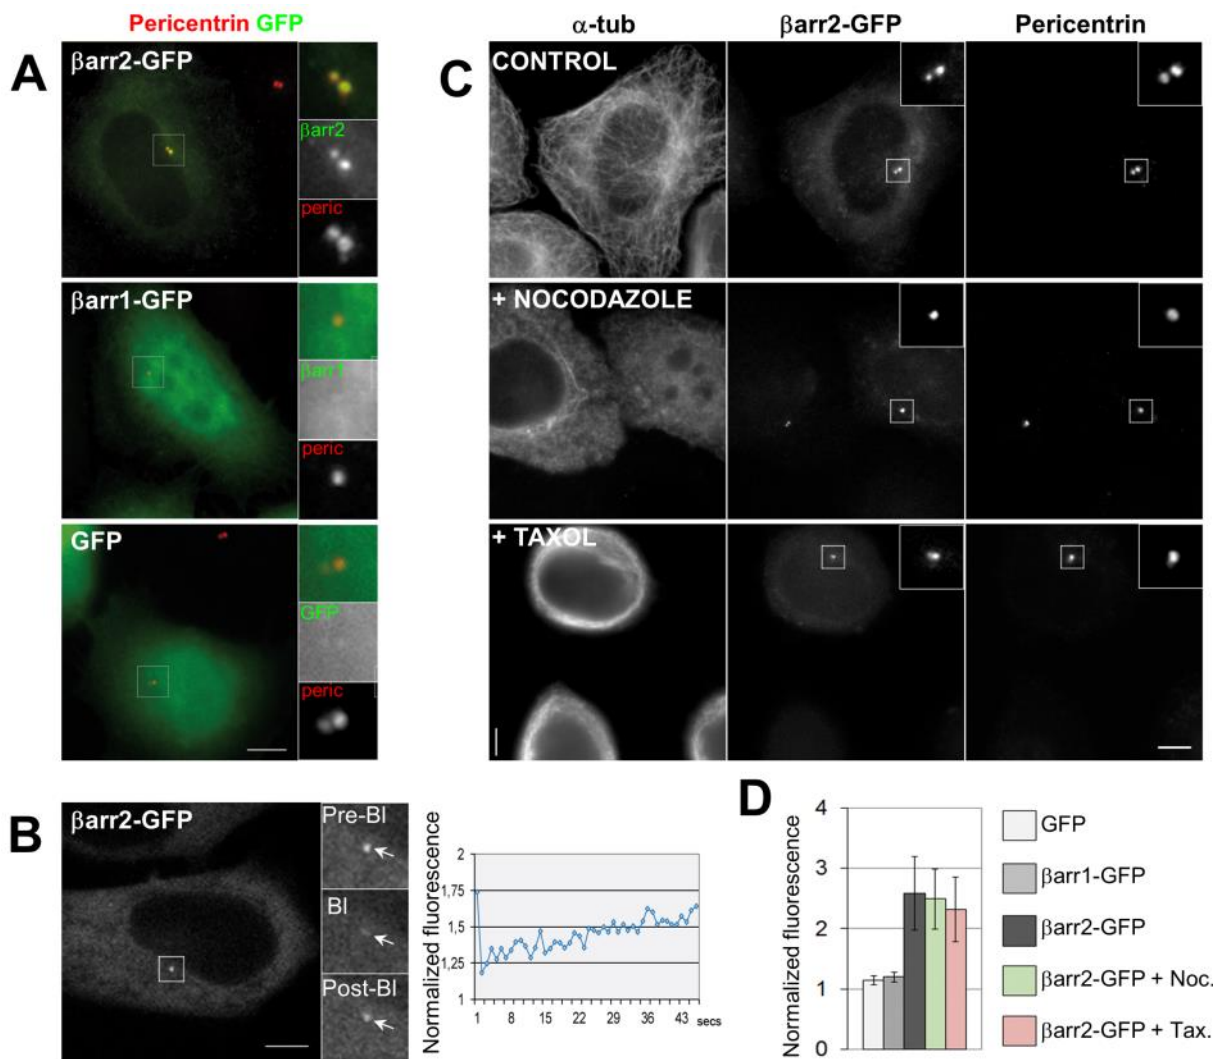 A
Pericentrin GFP
βarr2-GFP
βarr2
peric
βarr1-GFP
βarr1
peric
GFP
GFP
peric
C
α-tub βarr2-GFP Pericentrin
CONTROL
+ NOCODAZOLE
+ TAXOL
B
βarr2-GFP
Pre-Bl
Bl
Post-Bl
Normalized fluorescence
2
1,75
1,5
1,25
1
1 8 15 22 29 36 43 secs
D
Normalized fluorescence
4
3
2
1
0
GFP
βarr1-GFP
βarr2-GFP
βarr2-GFP + Noc.
βarr2-GFP + Tax.